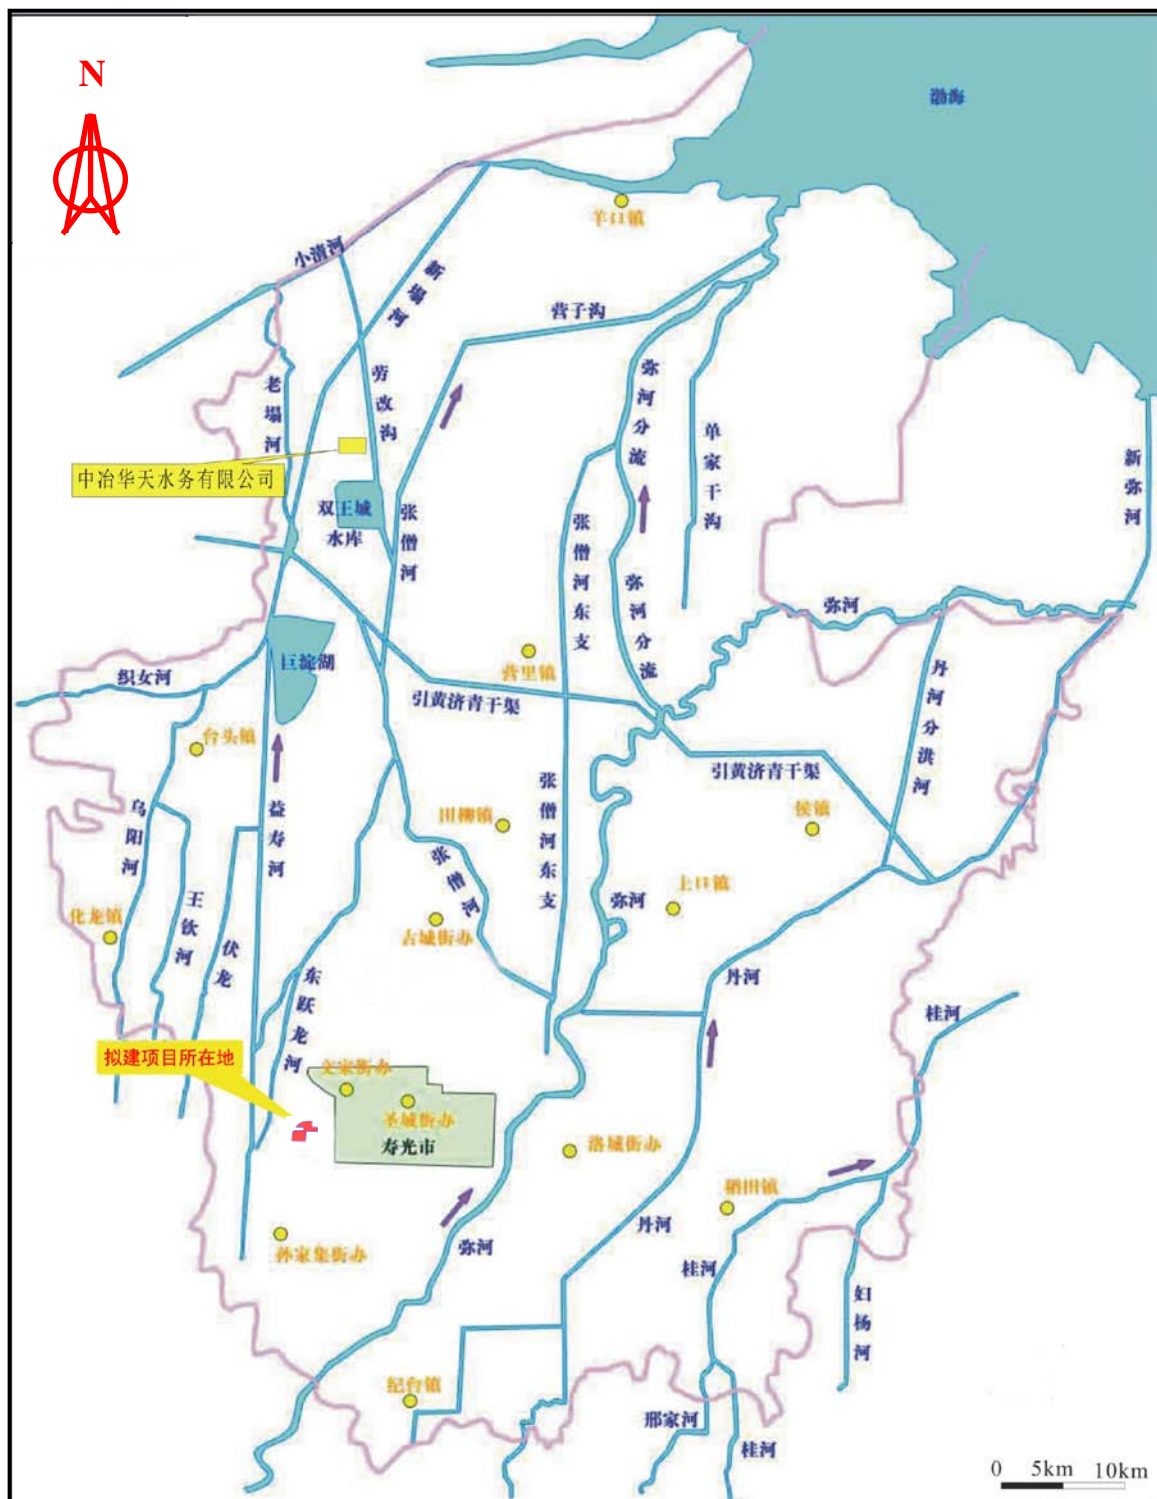 N
渤海
羊口镇
小清河
新塌河
营子沟
老塌河
劳改沟
弥河分流
单家干沟
新弥河
中冶华天水务有限公司
双王城
水库
张僧河
张僧河东支
弥河分流
弥河
营里镇
巨淀湖
织女河
引黄济青干渠
丹河分洪河
台头镇
引黄济青干渠
益寿河
乌阳河
田柳镇
张僧河东支
侯镇
张僧河
上口镇
弥河
王钦河
化龙镇
伏龙
古城街办
东跃龙河
丹河
桂河
拟建项目所在地
文家街办
圣城街办
寿光市
洛城街办
稻田镇
丹河
弥河
孙家集街办
桂河
妇杨河
纪台镇
邢家河
桂河
0 5km 10km